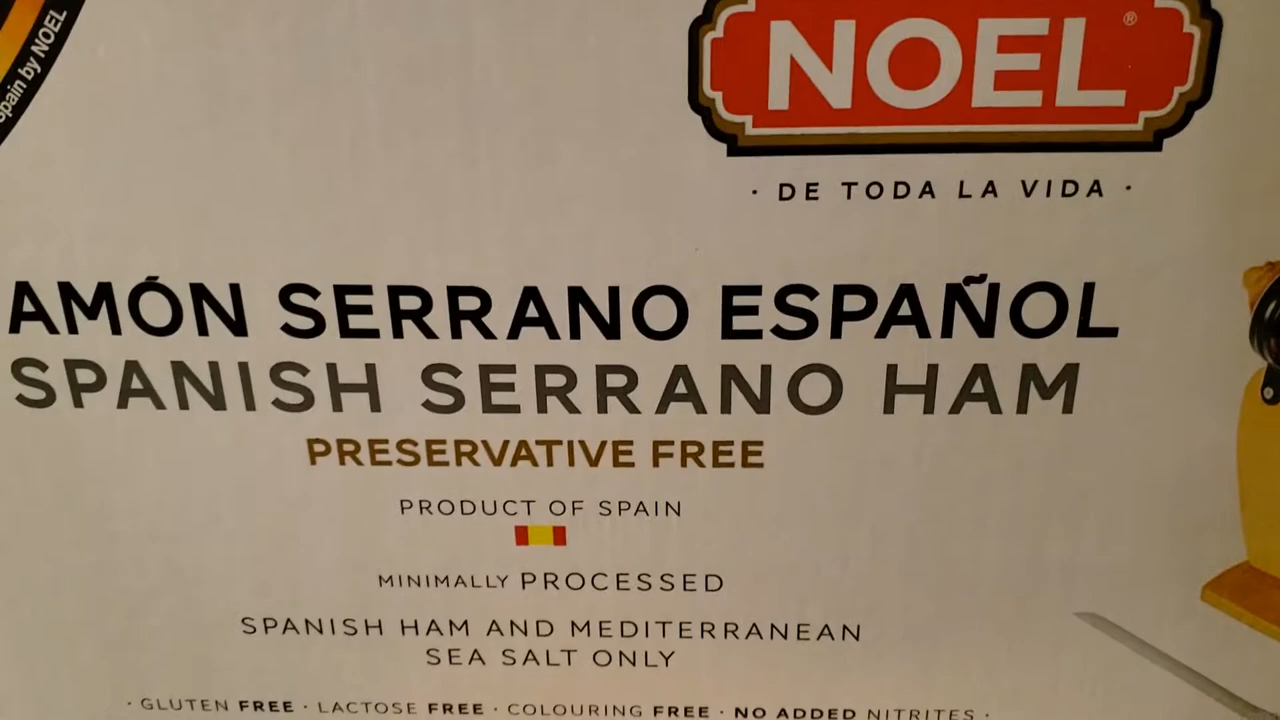 Spain by NOEL
NOEL®
· DE TODA LA VIDA ·
AMÓN SERRANO ESPAÑOL
SPANISH SERRANO HAM
PRESERVATIVE FREE
PRODUCT OF SPAIN
MINIMALLY PROCESSED
SPANISH HAM AND MEDITERRANEAN
SEA SALT ONLY
· GLUTEN FREE · LACTOSE FREE · COLOURING FREE · NO ADDED NITRITES ·